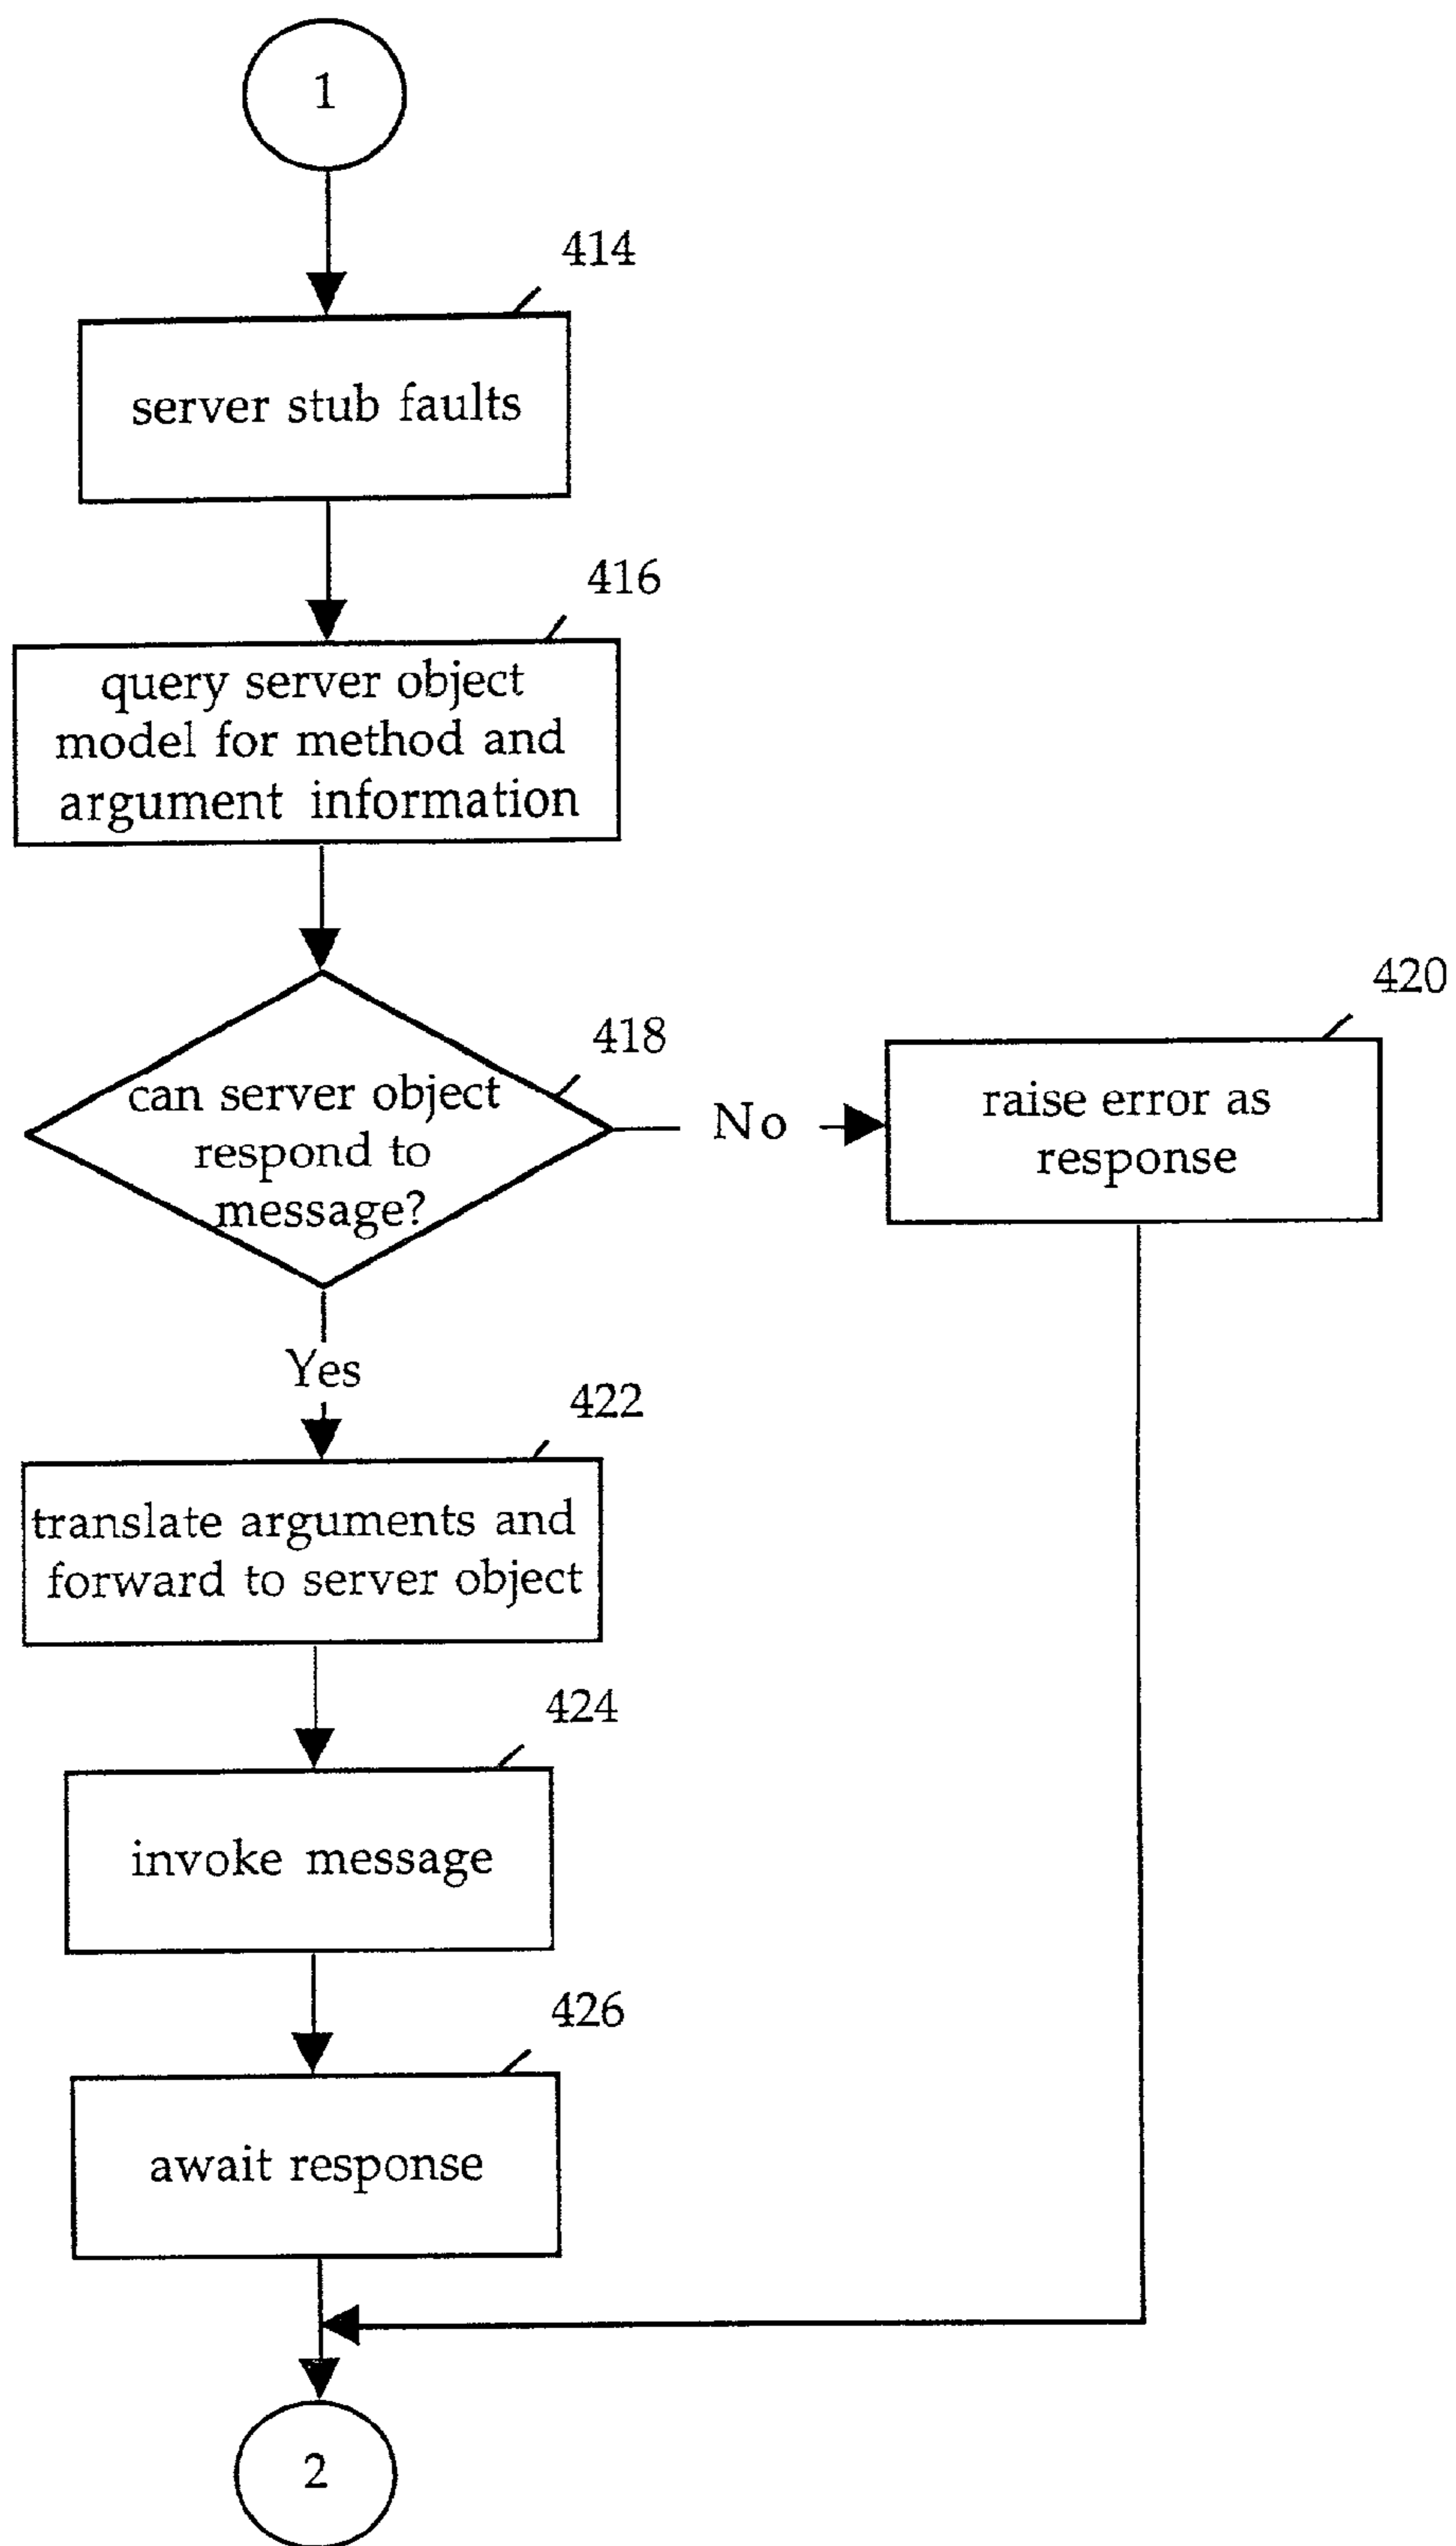 1
414
server stub faults
416
query server object
model for method and
argument information
418
can server object
respond to
message?
No
420
raise error as
response
Yes
422
translate arguments and
forward to server object
424
invoke message
426
await response
2